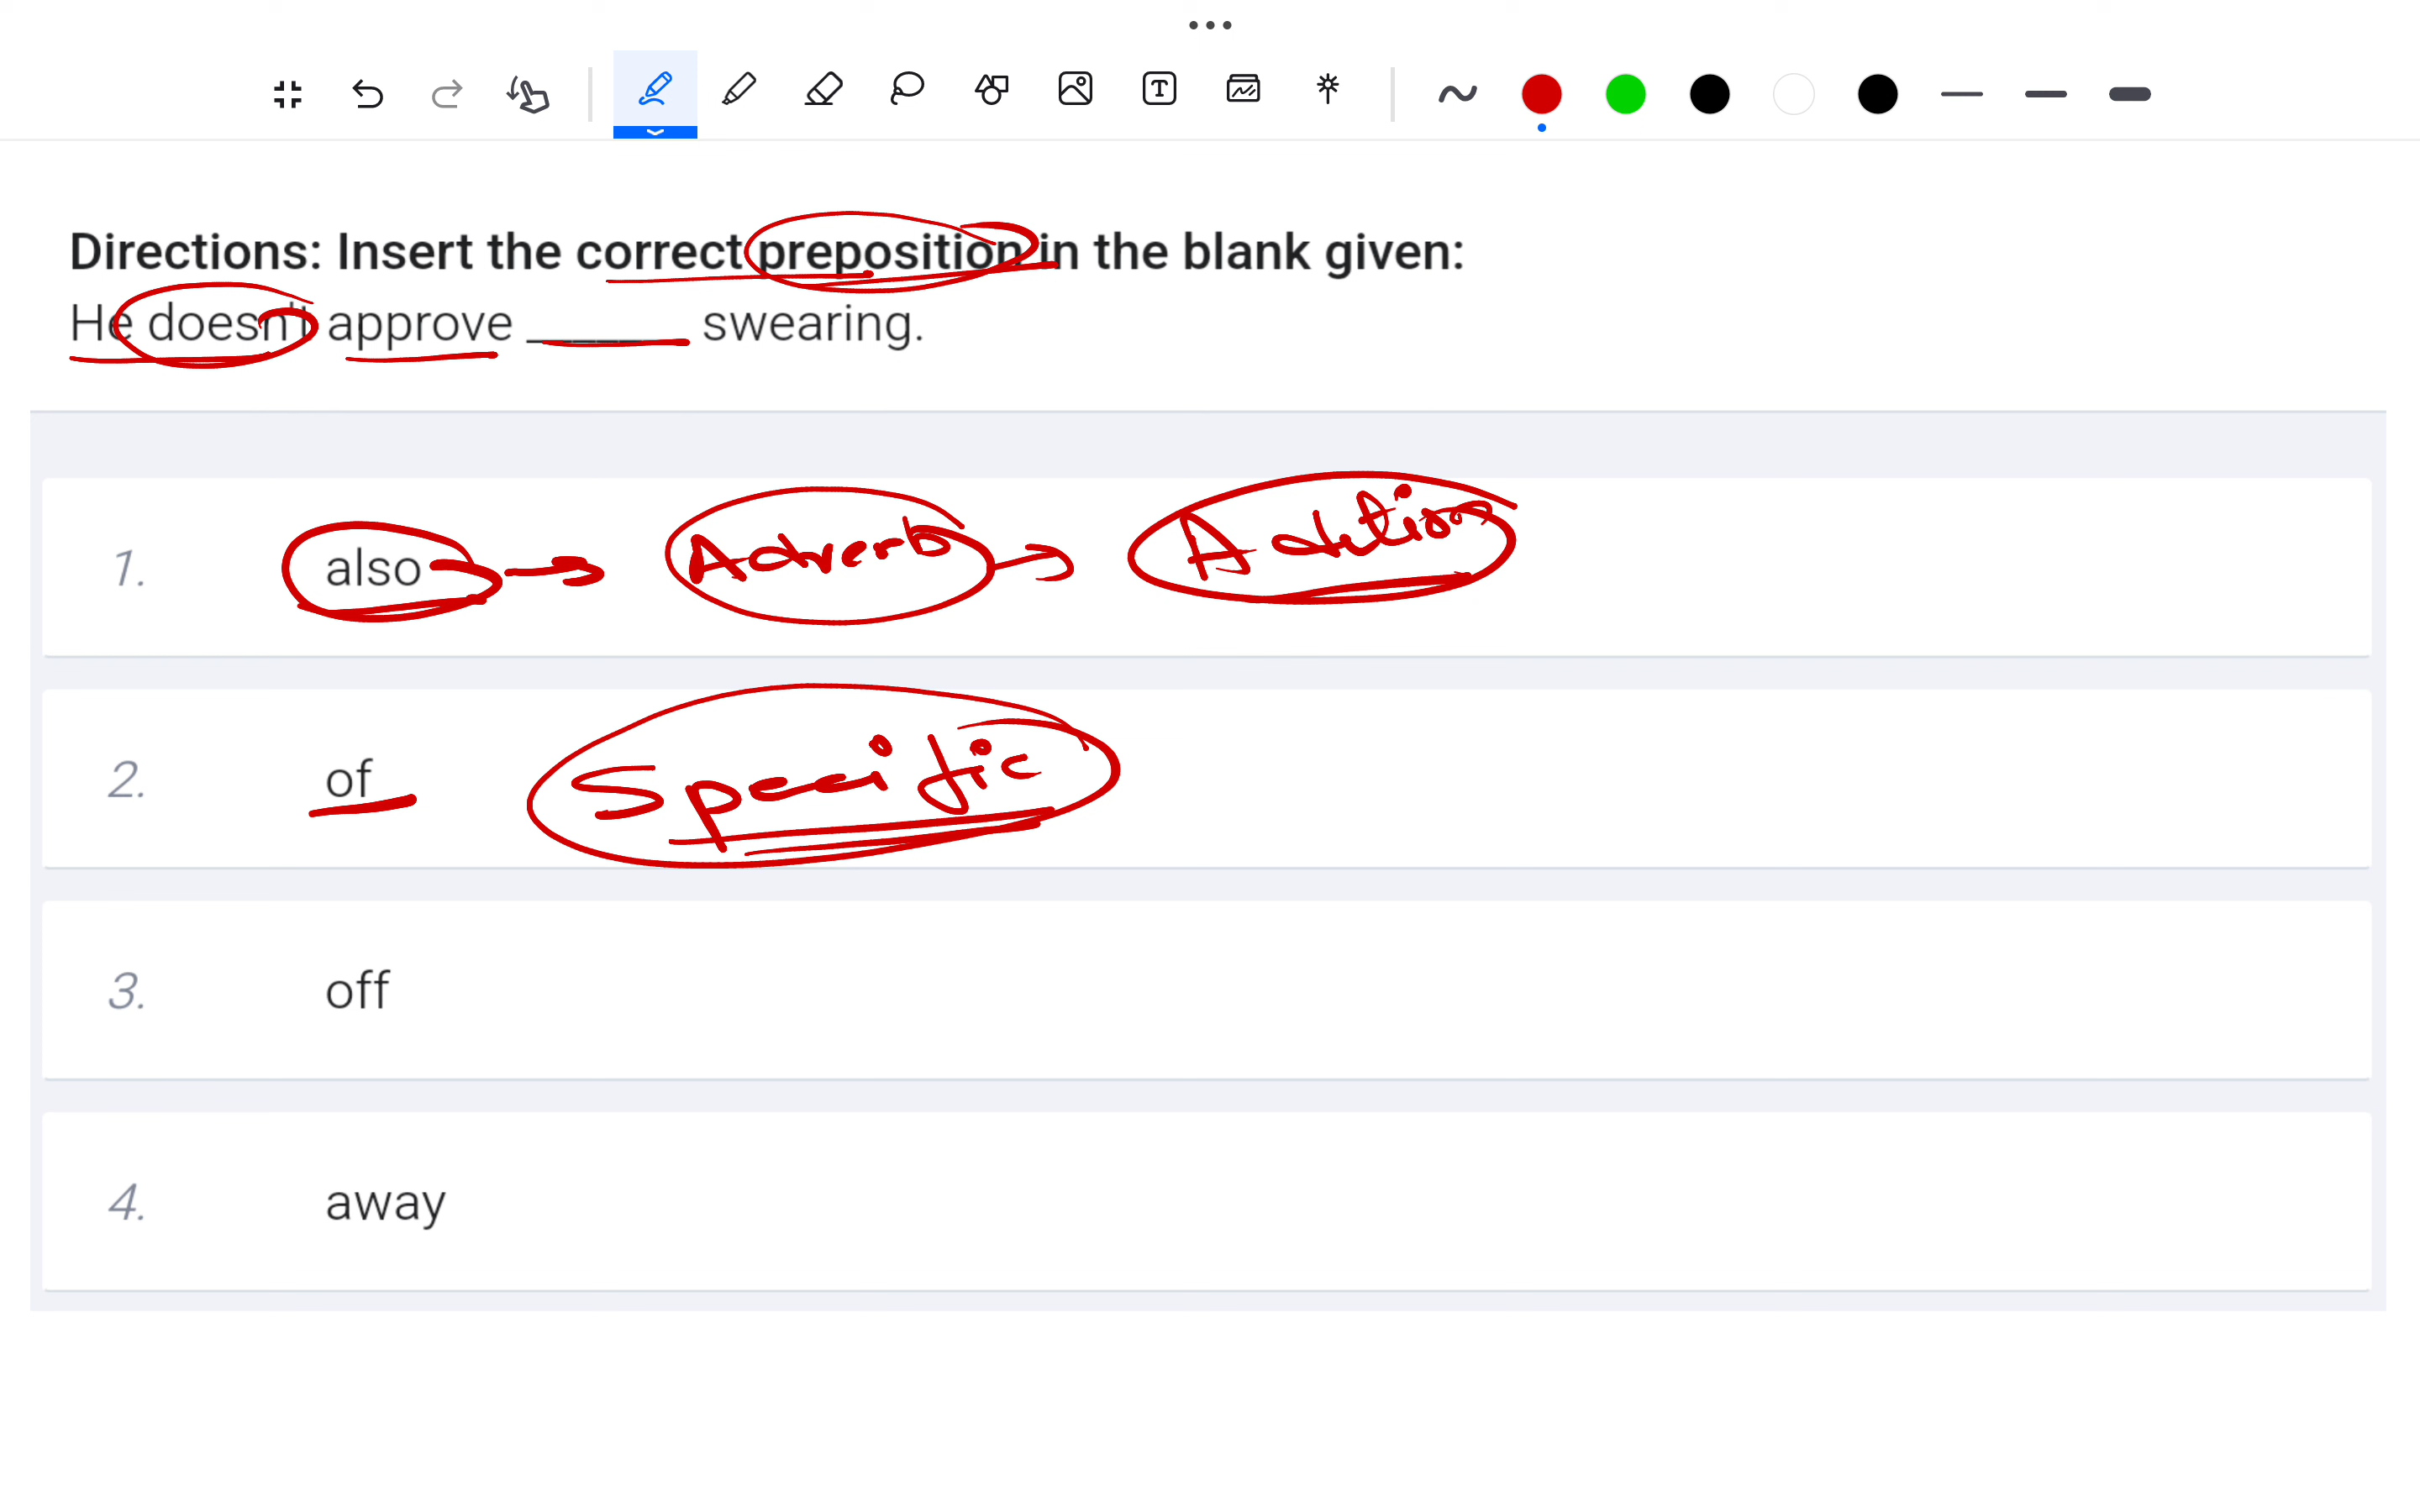 Directions: Insert the correct preposition in the blank given:
He doesn't approve ______ swearing.
1. also → Adverb → Addition
2. of Specific
3. off
4. away